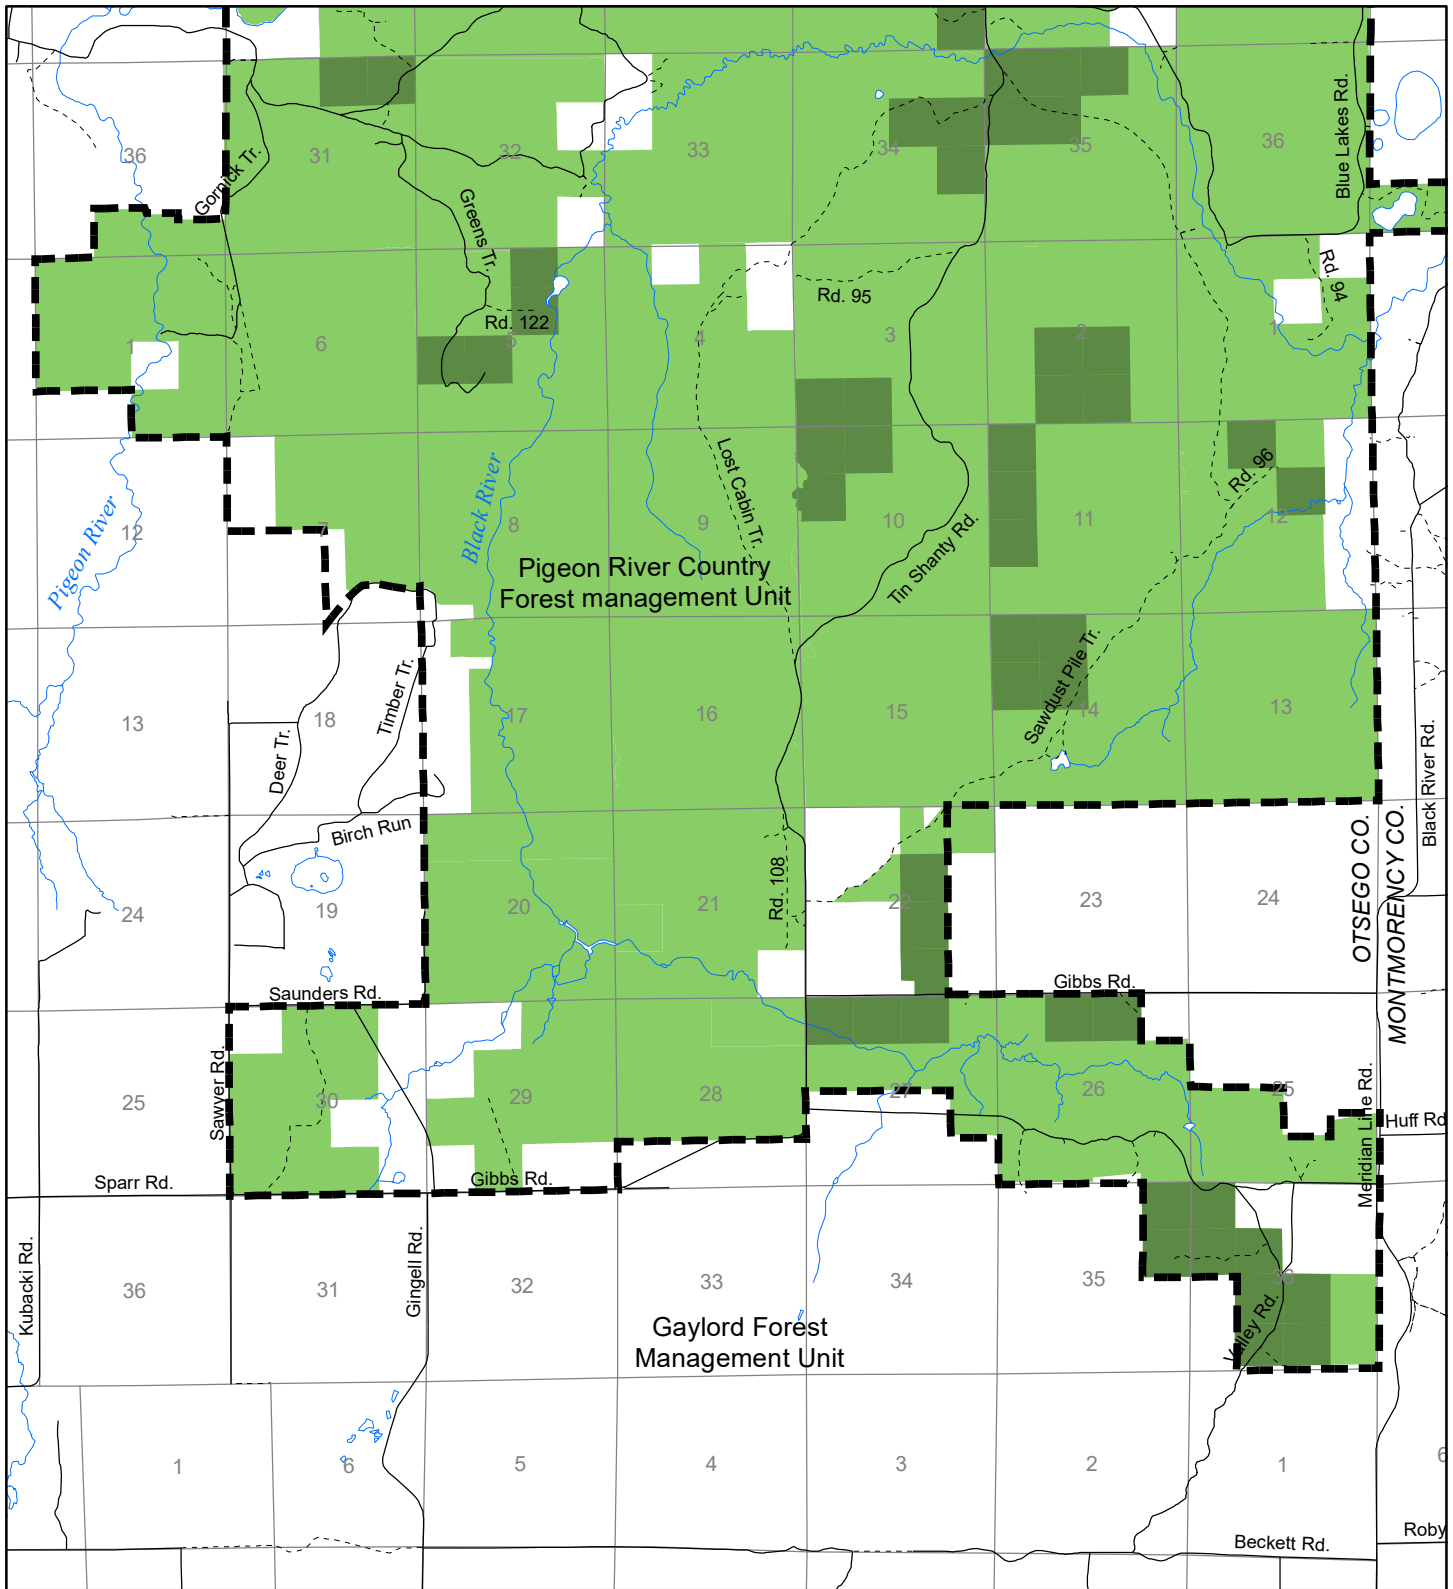 36
31
32
33
34
35
36
Gornick Tr.
Blue Lakes Rd.
Greens Tr.
Rd. 94
Rd. 95
Rd. 122
1
6
5
4
3
2
1
Lost Cabin Tr.
Rd. 96
Black River
Pigeon River
12
7
8
9
10
11
12
Pigeon River Country
Forest management Unit
Tin Shanty Rd.
Sawdust Pile Tr.
Timber Tr.
Deer Tr.
13
18
17
16
15
14
13
Black River Rd.
Birch Run
Rd. 108
OTSEGO CO.
MONTMORENCY CO.
24
19
20
21
22
23
24
Saunders Rd.
Gibbs Rd.
Sawyer Rd.
25
30
29
28
27
26
25
Meridian Line Rd.
Huff Rd
Sparr Rd.
Gibbs Rd.
Kubacki Rd.
Gingell Rd.
36
31
32
33
34
35
36
Valley Rd.
Gaylord Forest
Management Unit
1
6
5
4
3
2
1
6
Beckett Rd.
Roby